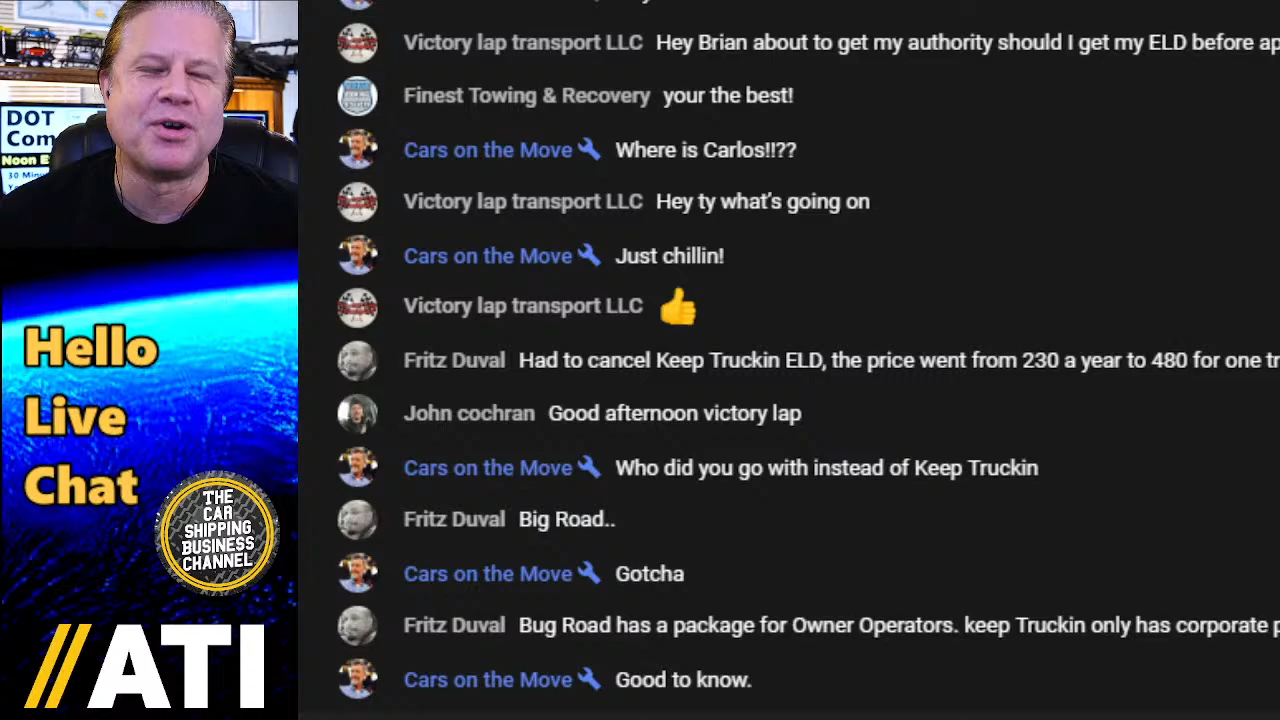 DOT
Com
Noon E
30 Minu
Hello
Live
Chat
THE
CAR
SHIPPING
BUSINESS
CHANNEL
//ATI
Victory lap transport LLC Hey Brian about to get my authority should I get my ELD before ap
Finest Towing & Recovery your the best!
Cars on the Move Where is Carlos!!??
Victory lap transport LLC Hey ty what's going on
Cars on the Move Just chillin!
Victory lap transport LLC 👍
Fritz Duval Had to cancel Keep Truckin ELD, the price went from 230 a year to 480 for one tr
John cochran Good afternoon victory lap
Cars on the Move Who did you go with instead of Keep Truckin
Fritz Duval Big Road..
Cars on the Move Gotcha
Fritz Duval Bug Road has a package for Owner Operators. keep Truckin only has corporate p
Cars on the Move Good to know.